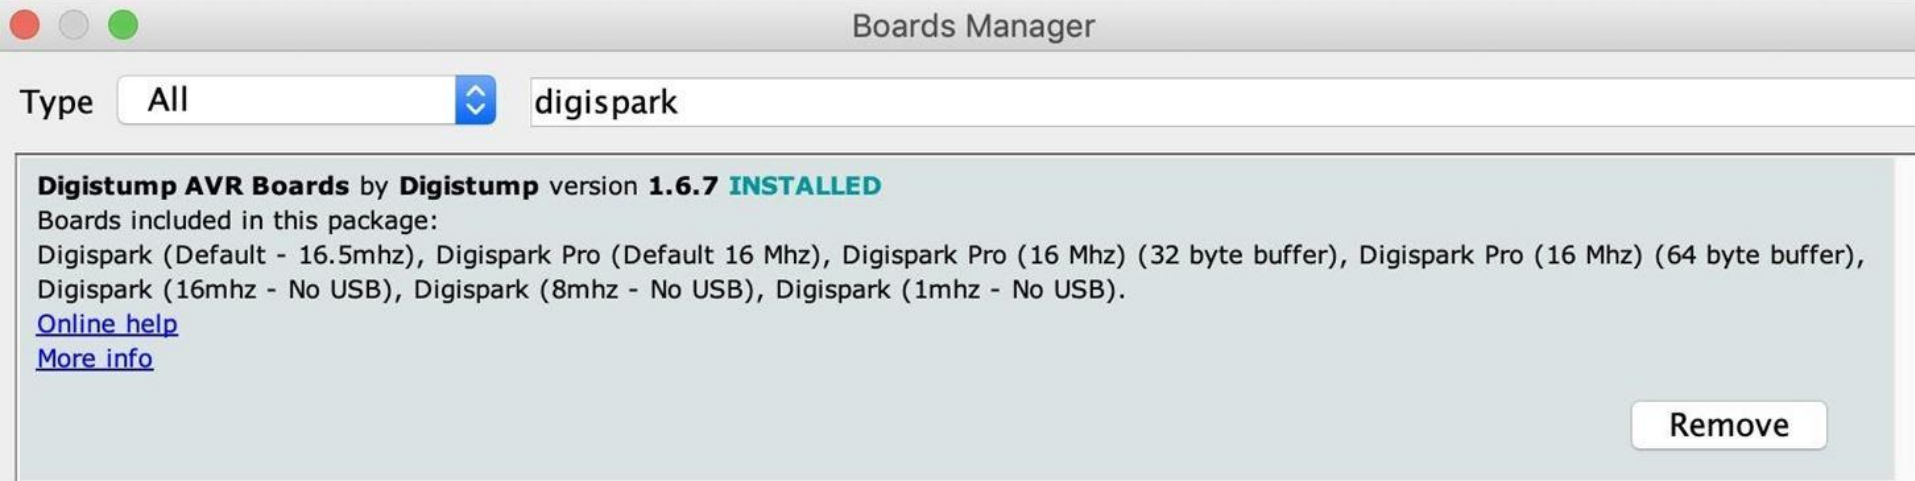 Boards Manager
Type All digispark
Digistump AVR Boards by Digistump version 1.6.7 INSTALLED
Boards included in this package:
Digispark (Default - 16.5mhz), Digispark Pro (Default 16 Mhz), Digispark Pro (16 Mhz) (32 byte buffer), Digispark Pro (16 Mhz) (64 byte buffer),
Digispark (16mhz - No USB), Digispark (8mhz - No USB), Digispark (1mhz - No USB).
Online help
More info
Remove